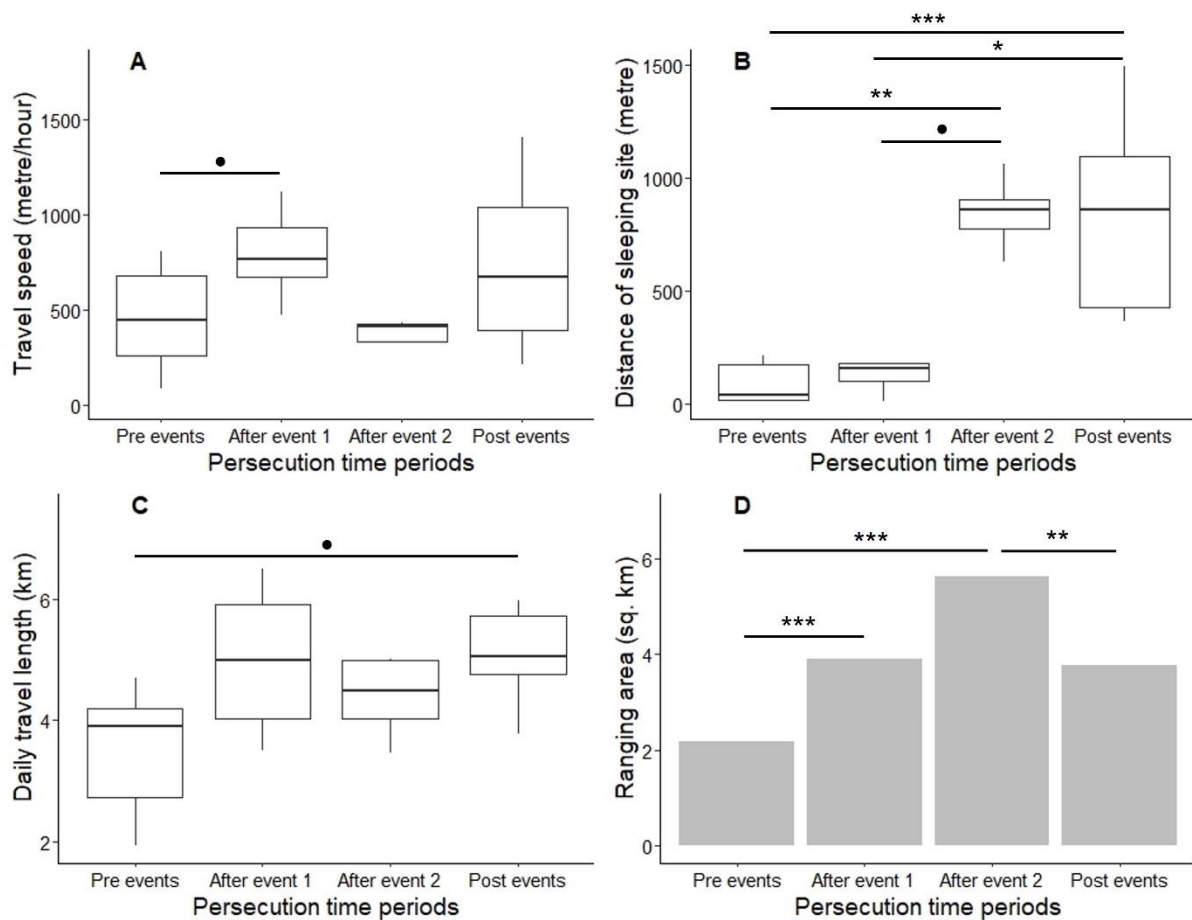 A
Travel speed (metre/hour)
1500
1000
500
0
•
Pre events After event 1 After event 2 Post events
Persecution time periods
B
Distance of sleeping site (metre)
1500
1000
500
0
***
*
**
•
Pre events After event 1 After event 2 Post events
Persecution time periods
C
Daily travel length (km)
6
4
2
•
Pre events After event 1 After event 2 Post events
Persecution time periods
D
Ranging area (sq. km)
6
4
2
0
*** **
***
Pre events After event 1 After event 2 Post events
Persecution time periods